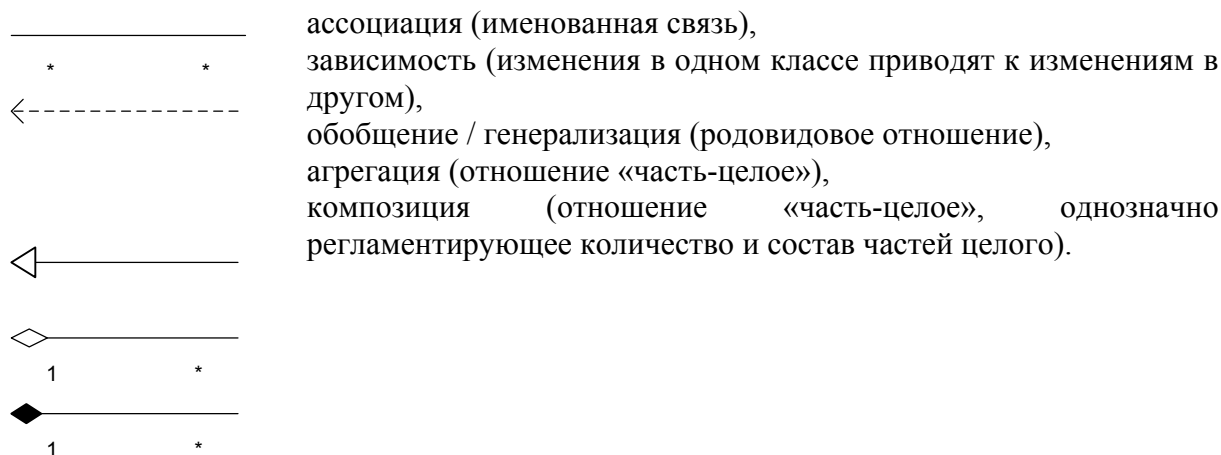 ассоциация (именованная связь),
* *
зависимость (изменения в одном классе приводят к изменениям в
другом),
обобщение / генерализация (родовидовое отношение),
агрегация (отношение «часть-целое»),
композиция (отношение «часть-целое», однозначно
регламентирующее количество и состав частей целого).
1 *
1 *